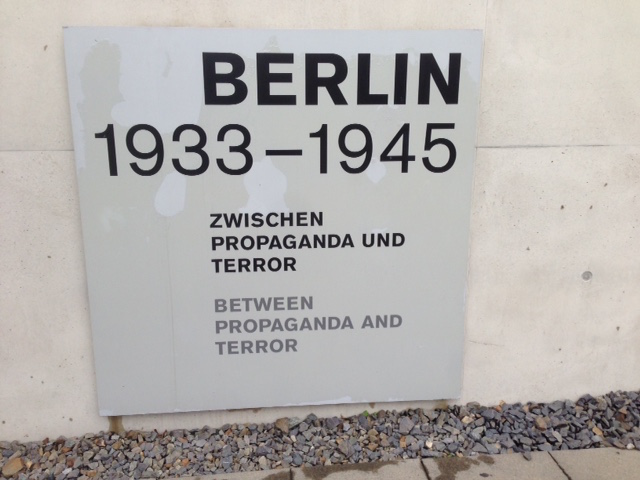 BERLIN
1933–1945
ZWISCHEN
PROPAGANDA UND
TERROR
BETWEEN
PROPAGANDA AND
TERROR